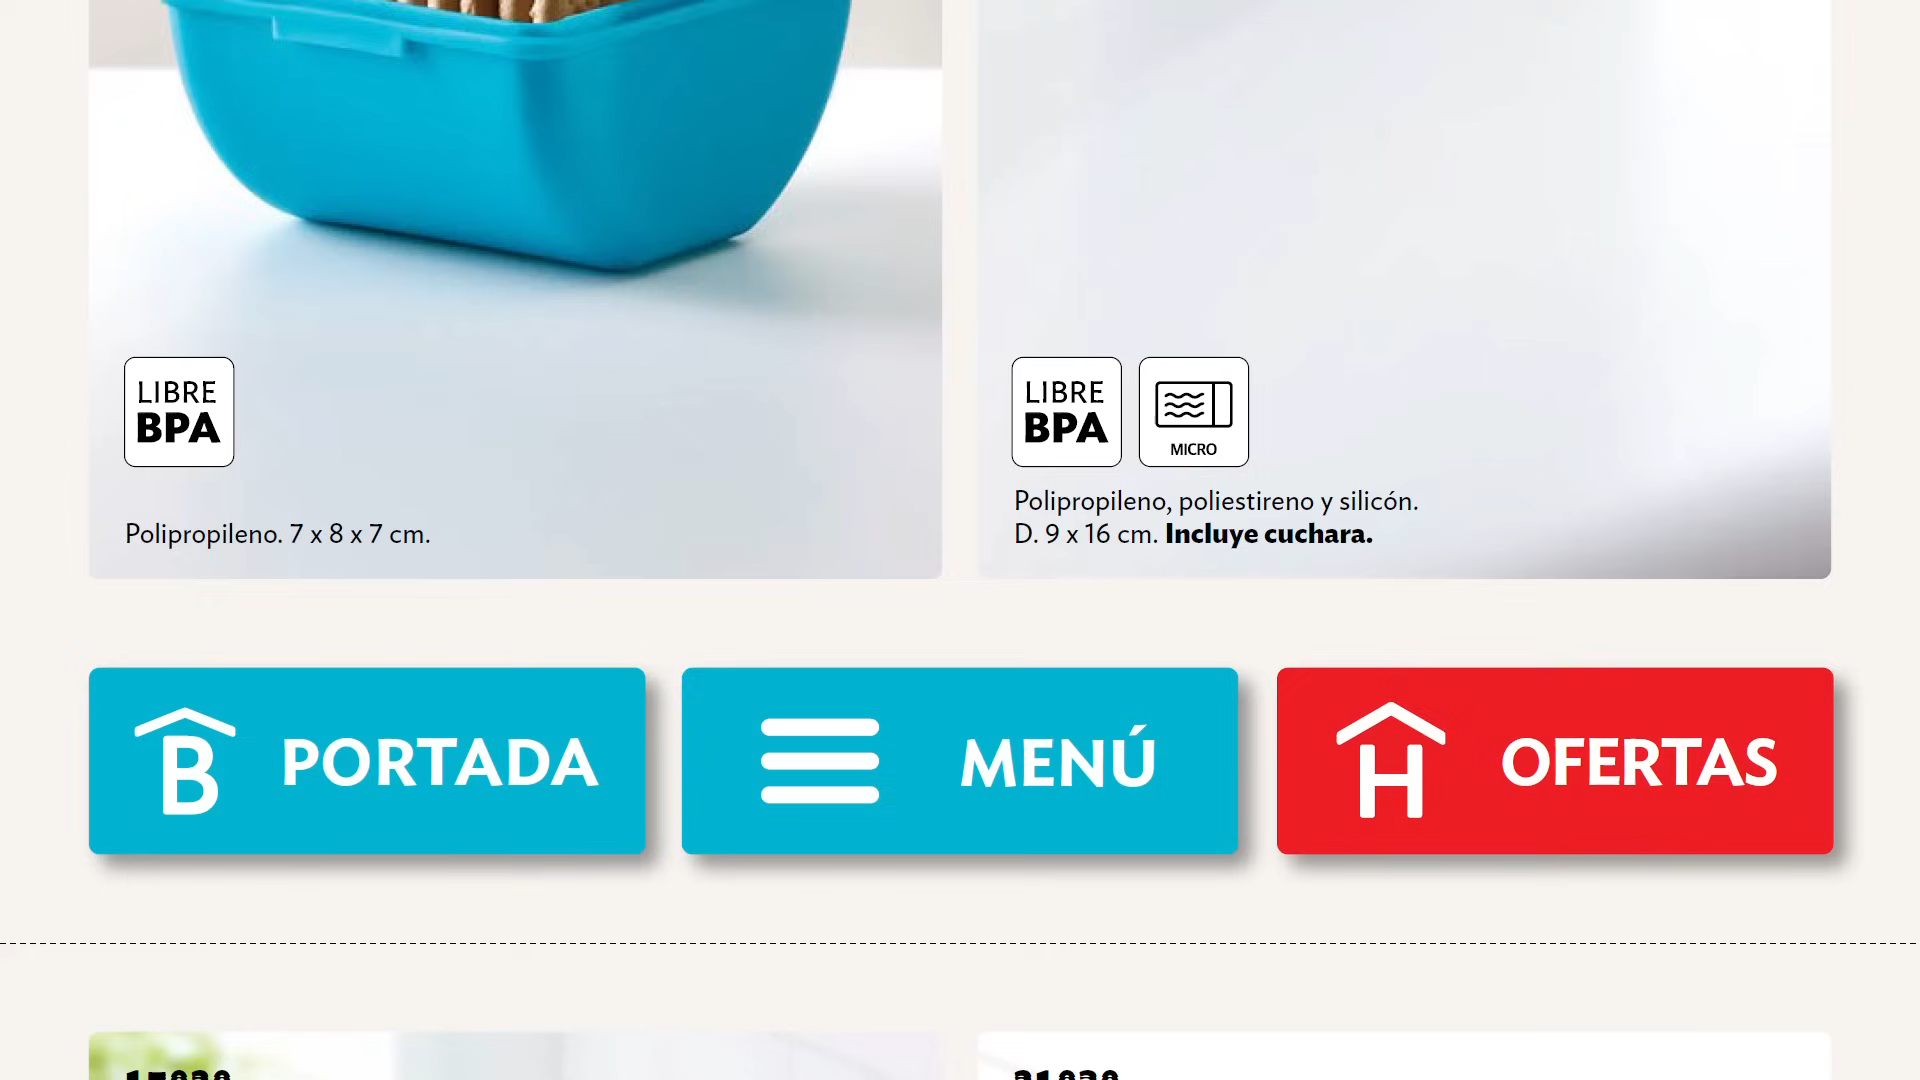 LIBRE
BPA
Polipropileno. 7 x 8 x 7 cm.
LIBRE
BPA
MICRO
Polipropileno, poliestireno y silicón.
D. 9 x 16 cm. Incluye cuchara.
B PORTADA
MENÚ
H OFERTAS